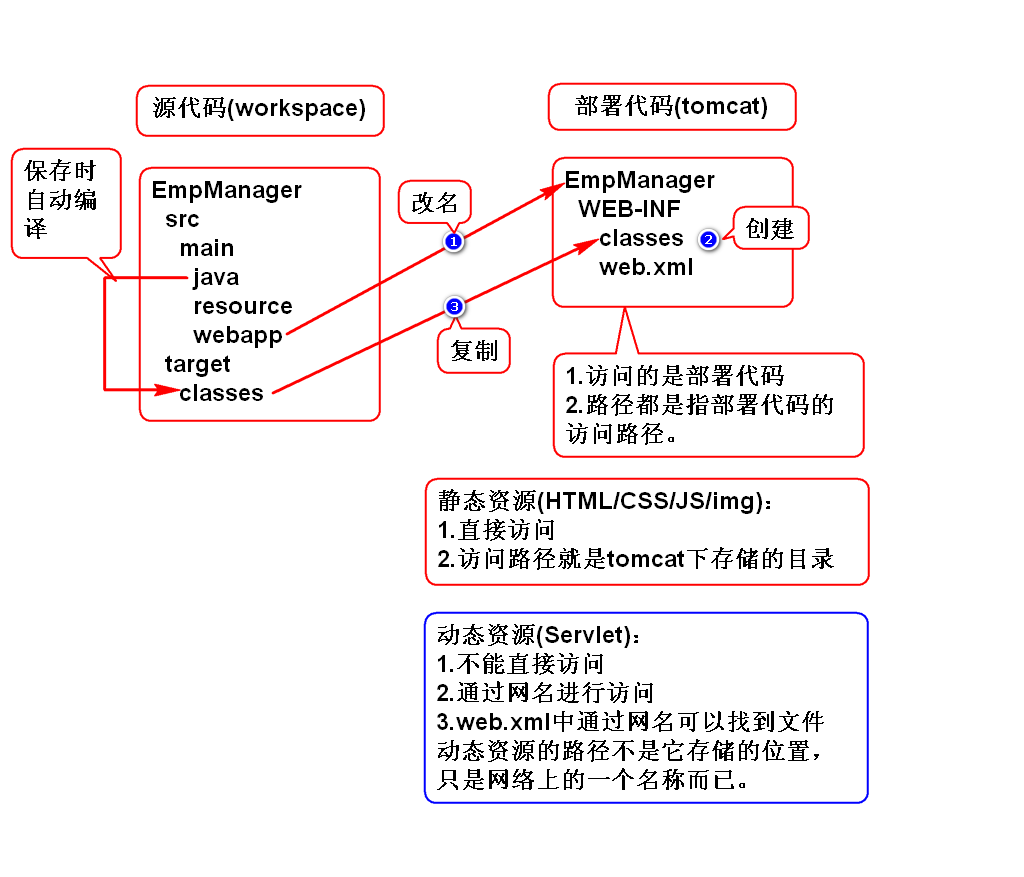 源代码(workspace)
部署代码(tomcat)
保存时
自动编
译
EmpManager
src
main
java
resource
webapp
target
classes
改名
1
3
复制
EmpManager
WEB-INF
classes
2
创建
web.xml
1.访问的是部署代码
2.路径都是指部署代码的
访问路径。
静态资源(HTML/CSS/JS/img)：
1.直接访问
2.访问路径就是tomcat下存储的目录
动态资源(Servlet)：
1.不能直接访问
2.通过网名进行访问
3.web.xml中通过网名可以找到文件
动态资源的路径不是它存储的位置，
只是网络上的一个名称而已。